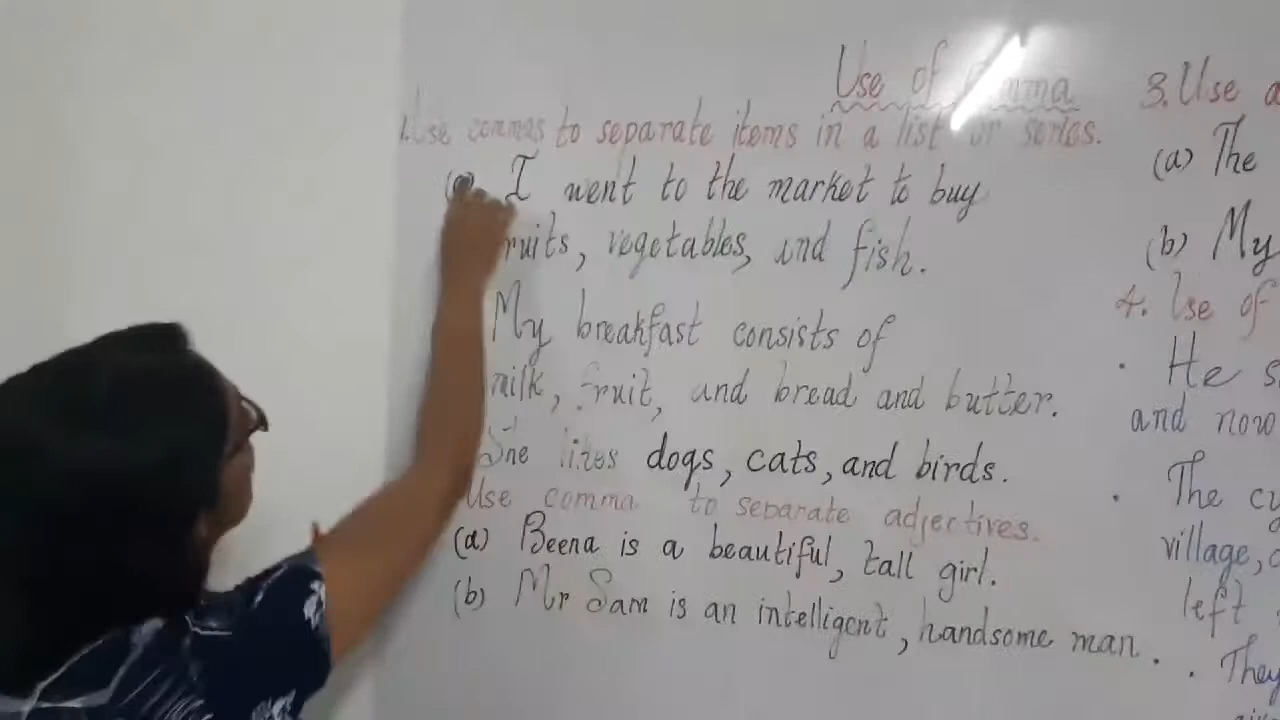 Use of
1. Use commas to separate items in a list or series.
(a) I went to the market to buy
fruits, vegetables, and fish.
My breakfast consists of
milk, fruit, and bread and butter.
She likes dogs, cats, and birds.
Use comma to separate adjectives.
(a) Beena is a beautiful, tall girl.
(b) Mr Sam is an intelligent, handsome man.
3. Use
(a) The
(b) My
4. Use of
. He
and now
. The
village,
left
. They